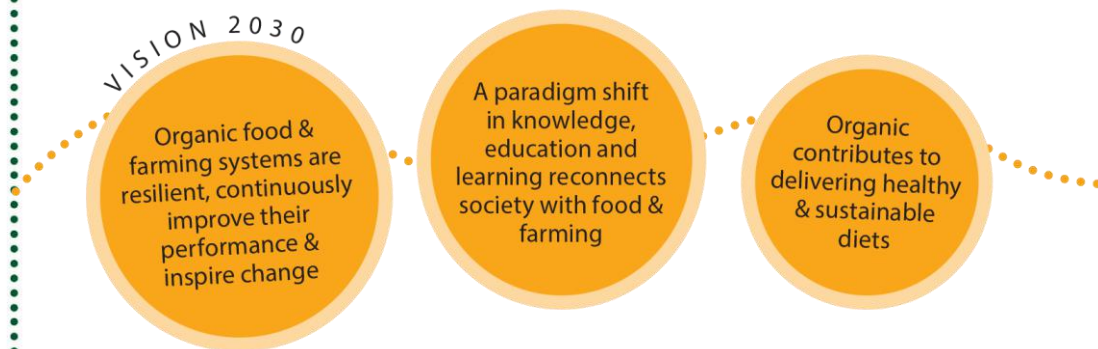 VISION 2030
Organic food &
farming systems are
resilient, continuously
improve their
performance &
inspire change
A paradigm shift
in knowledge,
education and
learning reconnects
society with food &
farming
Organic
contributes to
delivering healthy
& sustainable
diets